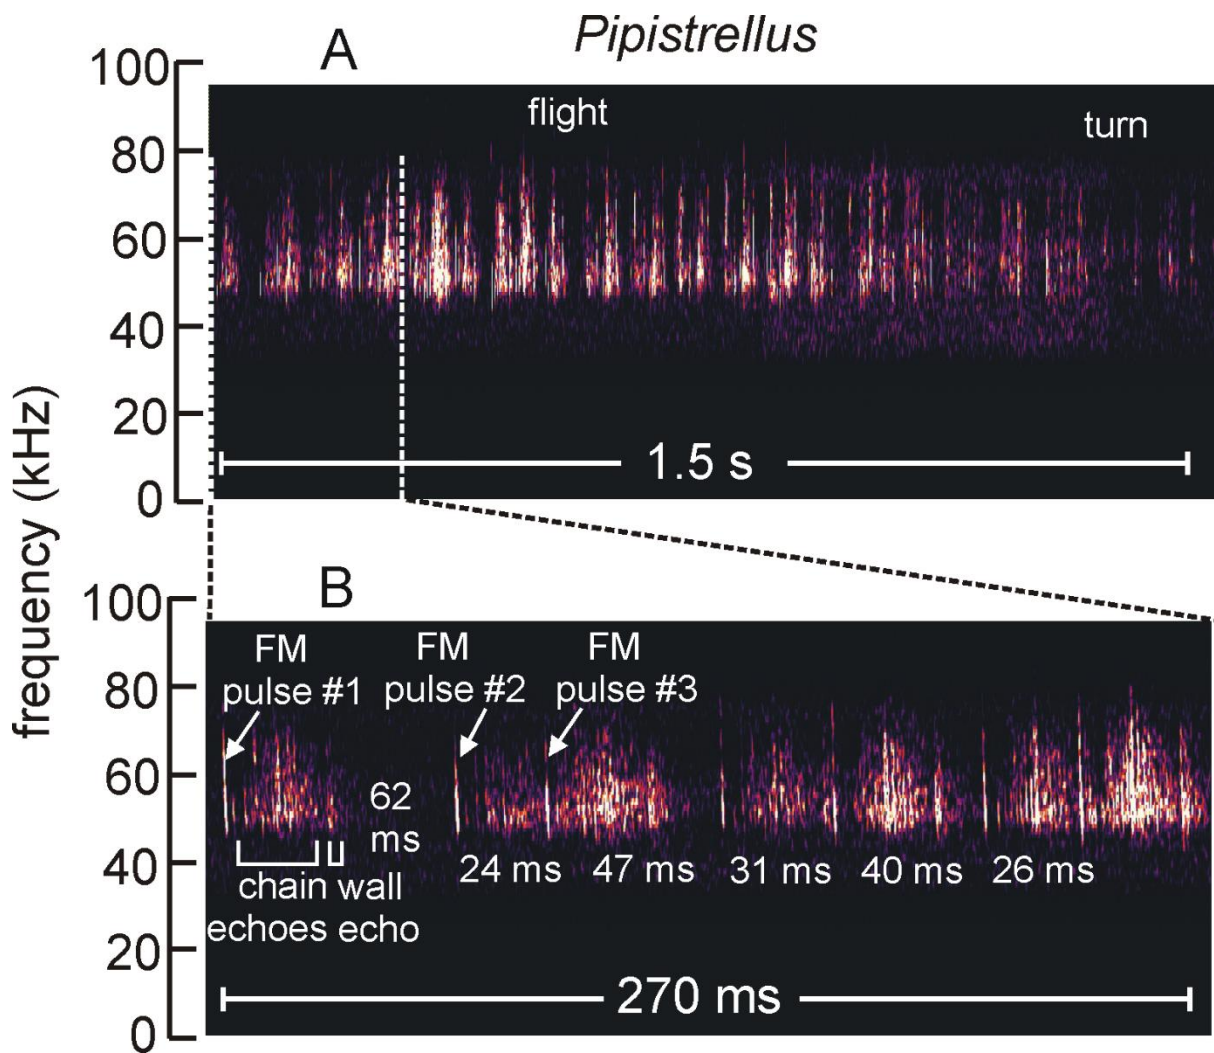 A
Pipistrellus
100
80
60
40
20
0
flight
turn
1.5 s
frequency (kHz)
B
100
80
60
40
20
0
FM
pulse #1
FM
pulse #2
FM
pulse #3
62
ms
24 ms
47 ms
31 ms
40 ms
26 ms
chain wall
echoes echo
270 ms